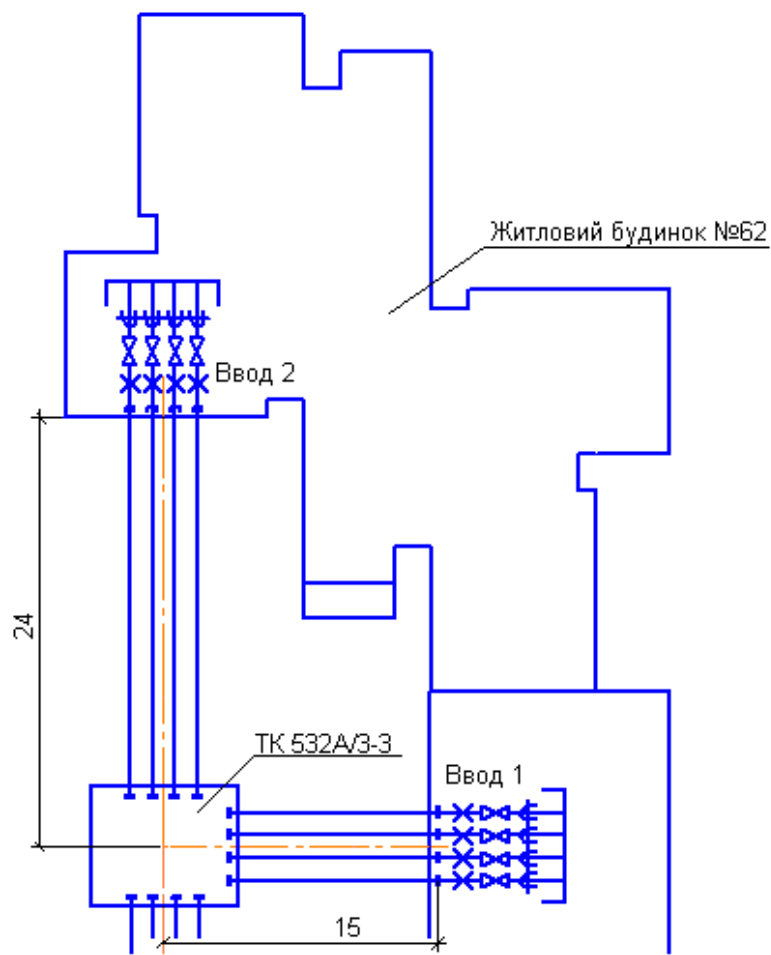 Житловий будинок №62
Ввод 2
24
ТК 532А/3-3
Ввод 1
15